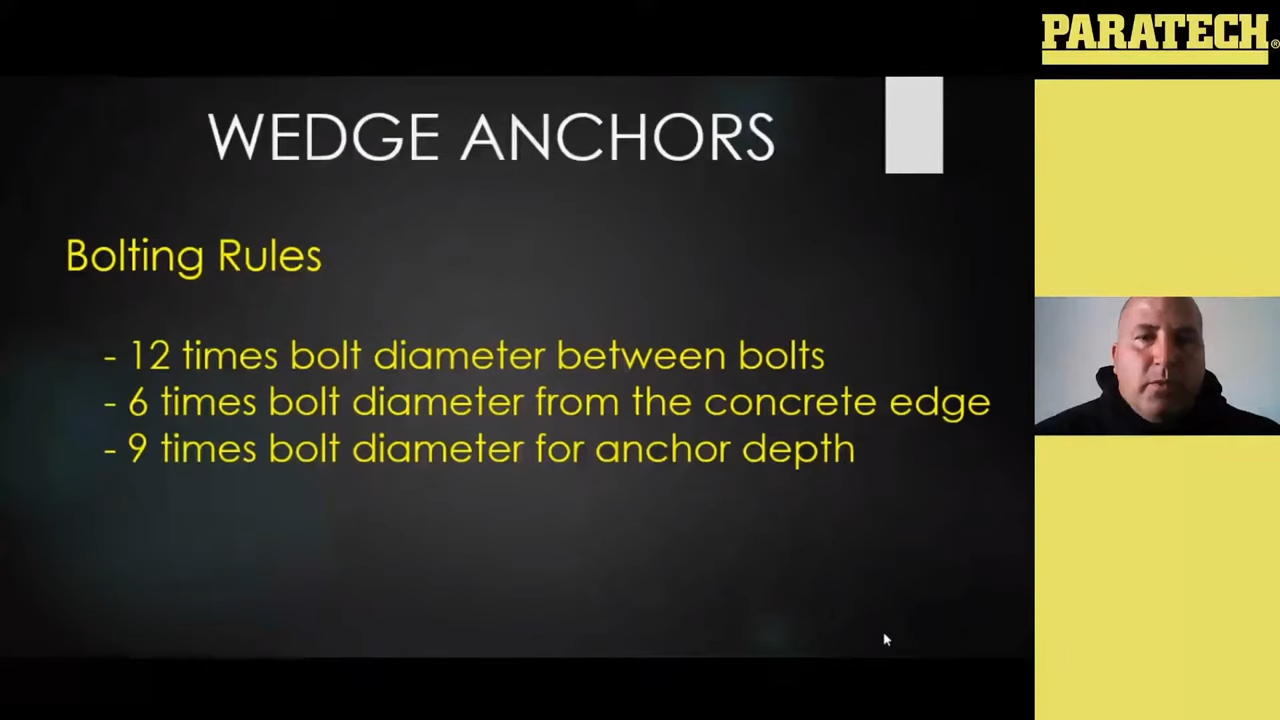 PARATECH®
WEDGE ANCHORS
Bolting Rules
- 12 times bolt diameter between bolts
- 6 times bolt diameter from the concrete edge
- 9 times bolt diameter for anchor depth